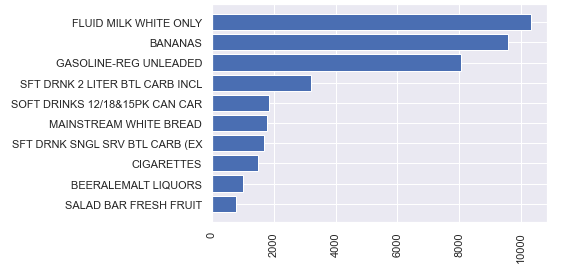 FLUID MILK WHITE ONLY
BANANAS
GASOLINE-REG UNLEADED
SFT DRNK 2 LITER BTL CARB INCL
SOFT DRINKS 12/18&15PK CAN CAR
MAINSTREAM WHITE BREAD
SFT DRNK SNGL SRV BTL CARB (EX
CIGARETTES
BEERALEMALT LIQUORS
SALAD BAR FRESH FRUIT
0
2000
4000
6000
8000
10000